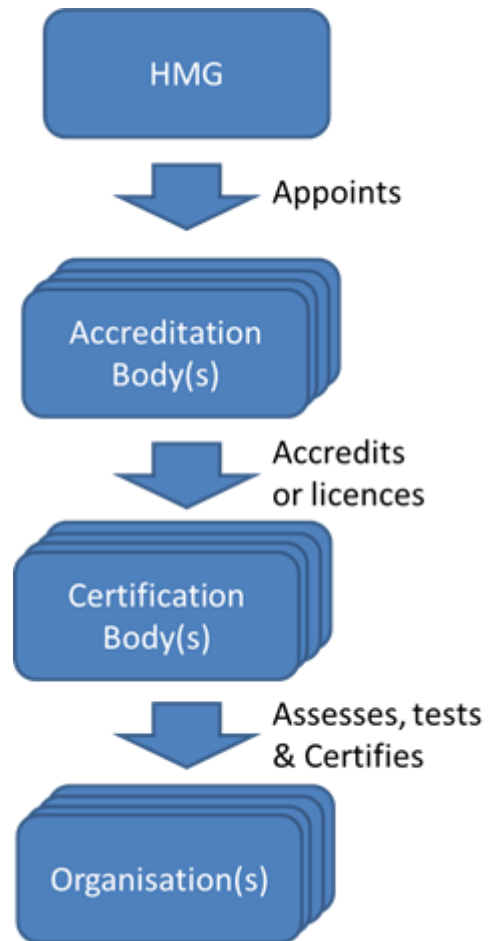 HMG
Appoints
Accreditation
Body(s)
Accredits
or licences
Certification
Body(s)
Assesses, tests
& Certifies
Organisation(s)